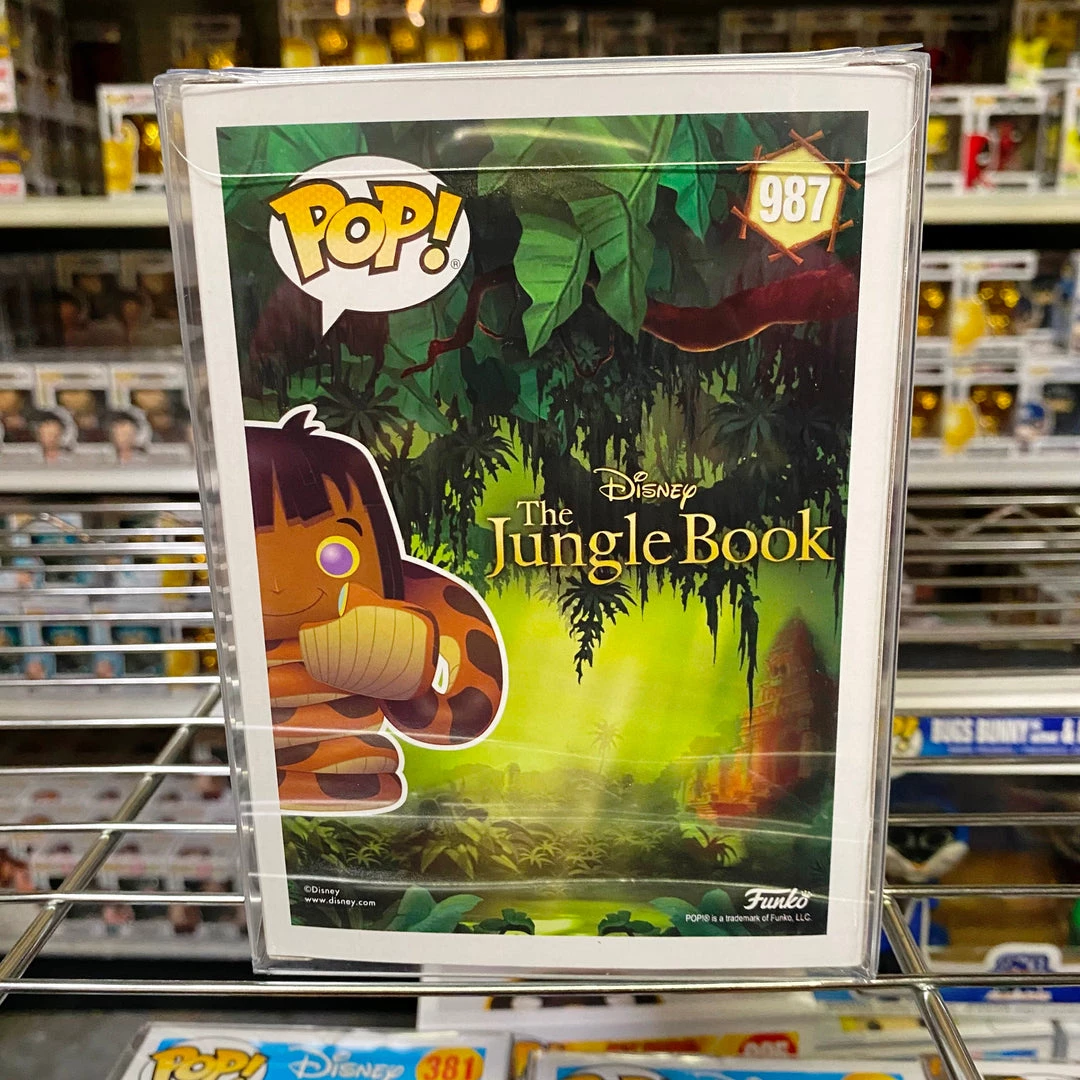 POP!
®
987
Disney
The
Jungle Book
©Disney
www.disney.com
Funko
POP!® is a trademark of Funko, LLC.
BUGS BUNNY
POP! Disney 381